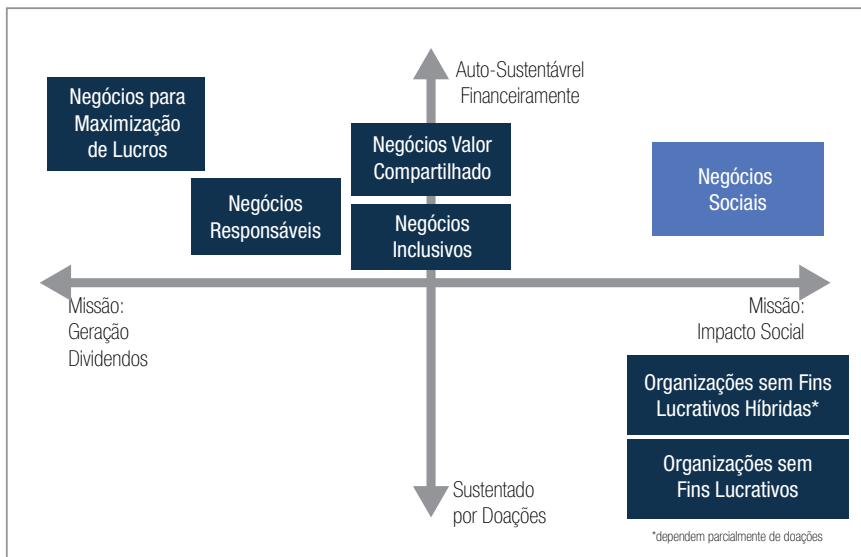 Auto-Sustentávrel
Financeiramente
Negócios para
Maximização
de Lucros
Negócios Valor
Compartilhado
Negócios
Sociais
Negócios
Responsáveis
Negócios
Inclusivos
Missão:
Geração
Dividendos
Missão:
Impacto Social
Organizações sem Fins
Lucrativos Híbridas*
Organizações sem
Fins Lucrativos
Sustentado
por Doações
*dependem parcialmente de doações